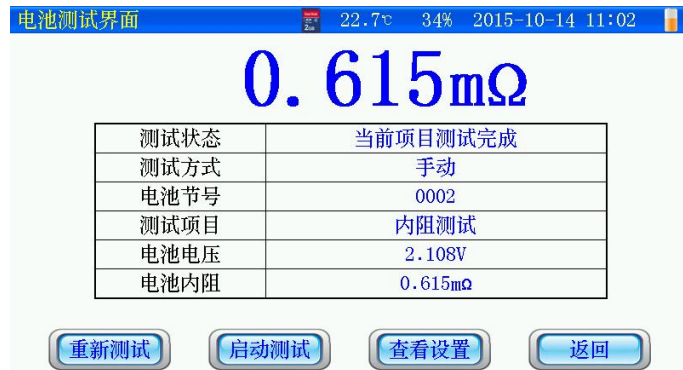 电池测试界面 22.7℃ 34% 2015-10-14 11:02
0.615mΩ
测试状态 当前项目测试完成
测试方式 手动
电池节号 0002
测试项目 内阻测试
电池电压 2.108V
电池内阻 0.615mΩ
重新测试 启动测试 查看设置 返回